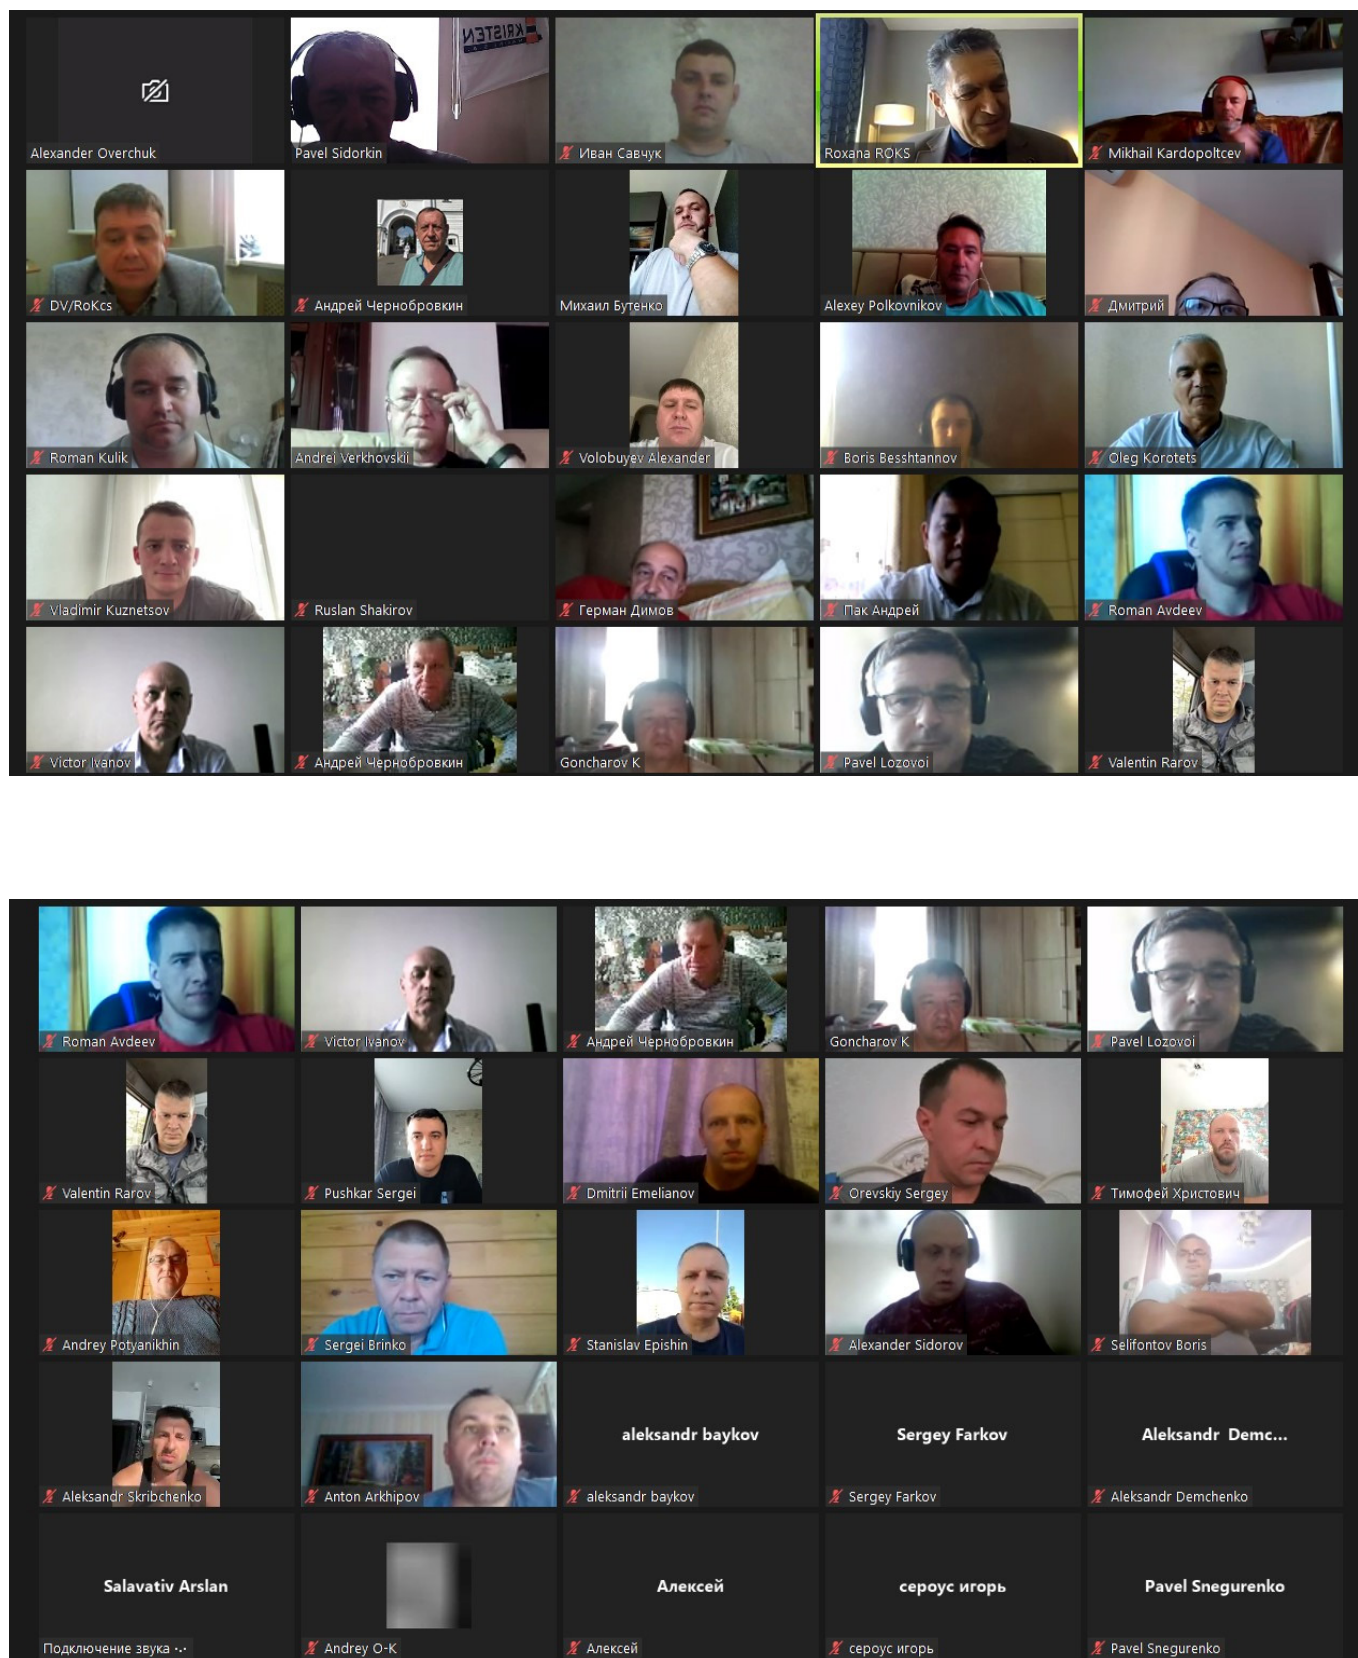 KRISTEN
Alexander Overchuk
Pavel Sidorkin
Иван Савчук
Roxana ROKS
Mikhail Kardopoltcev
DV/RoKcs
Андрей Чернобровкин
Михаил Бутенко
Alexey Polkovnikov
Дмитрий
Roman Kulik
Andrei Verkhovskii
Volobuyev Alexander
Boris Besshtannov
Oleg Korotets
Vladimir Kuznetsov
Ruslan Shakirov
Герман Димов
Пак Андрей
Roman Avdeev
Victor Ivanov
Андрей Чернобровкин
Goncharov K
Pavel Lozovoi
Valentin Rarov
Roman Avdeev
Victor Ivanov
Андрей Чернобровкин
Goncharov K
Pavel Lozovoi
Valentin Rarov
Pushkar Sergei
Dmitrii Emelianov
Orevskiy Sergey
Тимофей Христович
Andrey Potyanikhin
Sergei Brinko
Stanislav Epishin
Alexander Sidorov
Selifontov Boris
Aleksandr Skribchenko
Anton Arkhipov
aleksandr baykov
aleksandr baykov
Sergey Farkov
Sergey Farkov
Aleksandr Demc...
Aleksandr Demchenko
Salavativ Arslan
Подключение звука
Andrey O-K
Алексей
Алексей
сероус игорь
сероус игорь
Pavel Snegurenko
Pavel Snegurenko